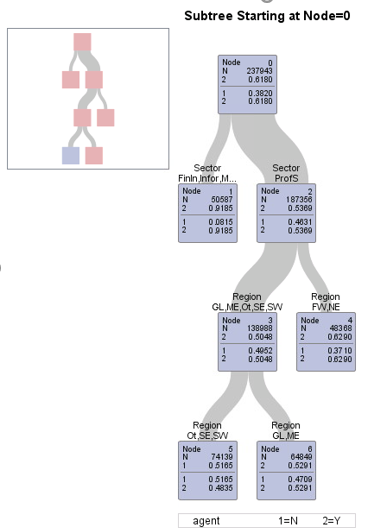 Subtree Starting at Node=0
Node 0
N 237943
2 0.6180
1 0.3820
2 0.6180
Sector
FinIn,Infor,M...
Sector
ProfS
Node 1
N 50587
2 0.9185
1 0.0815
2 0.9185
Node 2
N 187356
2 0.5369
1 0.4631
2 0.5369
Region
GL,ME,Ot,SE,SW
Region
FW,NE
Node 3
N 138988
2 0.5048
1 0.4952
2 0.5048
Node 4
N 48368
2 0.6290
1 0.3710
2 0.6290
Region
Ot,SE,SW
Region
GL,ME
Node 5
N 74139
1 0.5165
1 0.5165
2 0.4835
Node 6
N 64849
2 0.5291
1 0.4709
2 0.5291
agent 1=N 2=Y